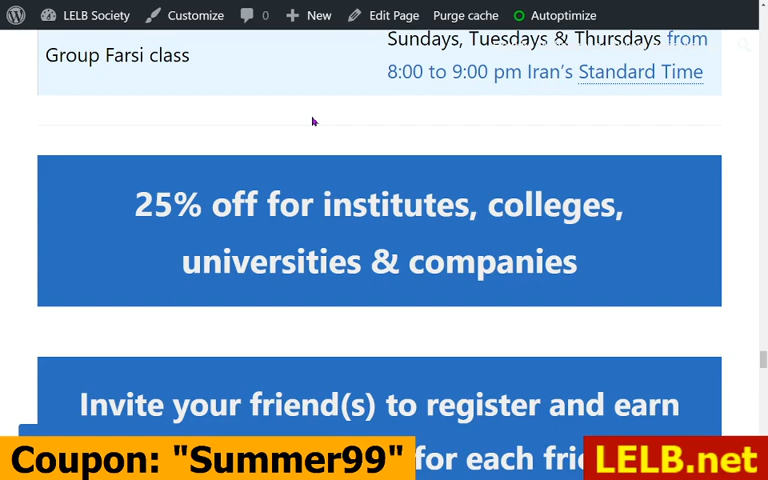 LELB Society Customize 0 New Edit Page Purge cache Autoptimize
Sundays, Tuesdays & Thursdays from
Group Farsi class
8:00 to 9:00 pm Iran's Standard Time
25% off for institutes, colleges,
universities & companies
Invite your friend(s) to register and earn
for each
Coupon: "Summer99"
LELB.net